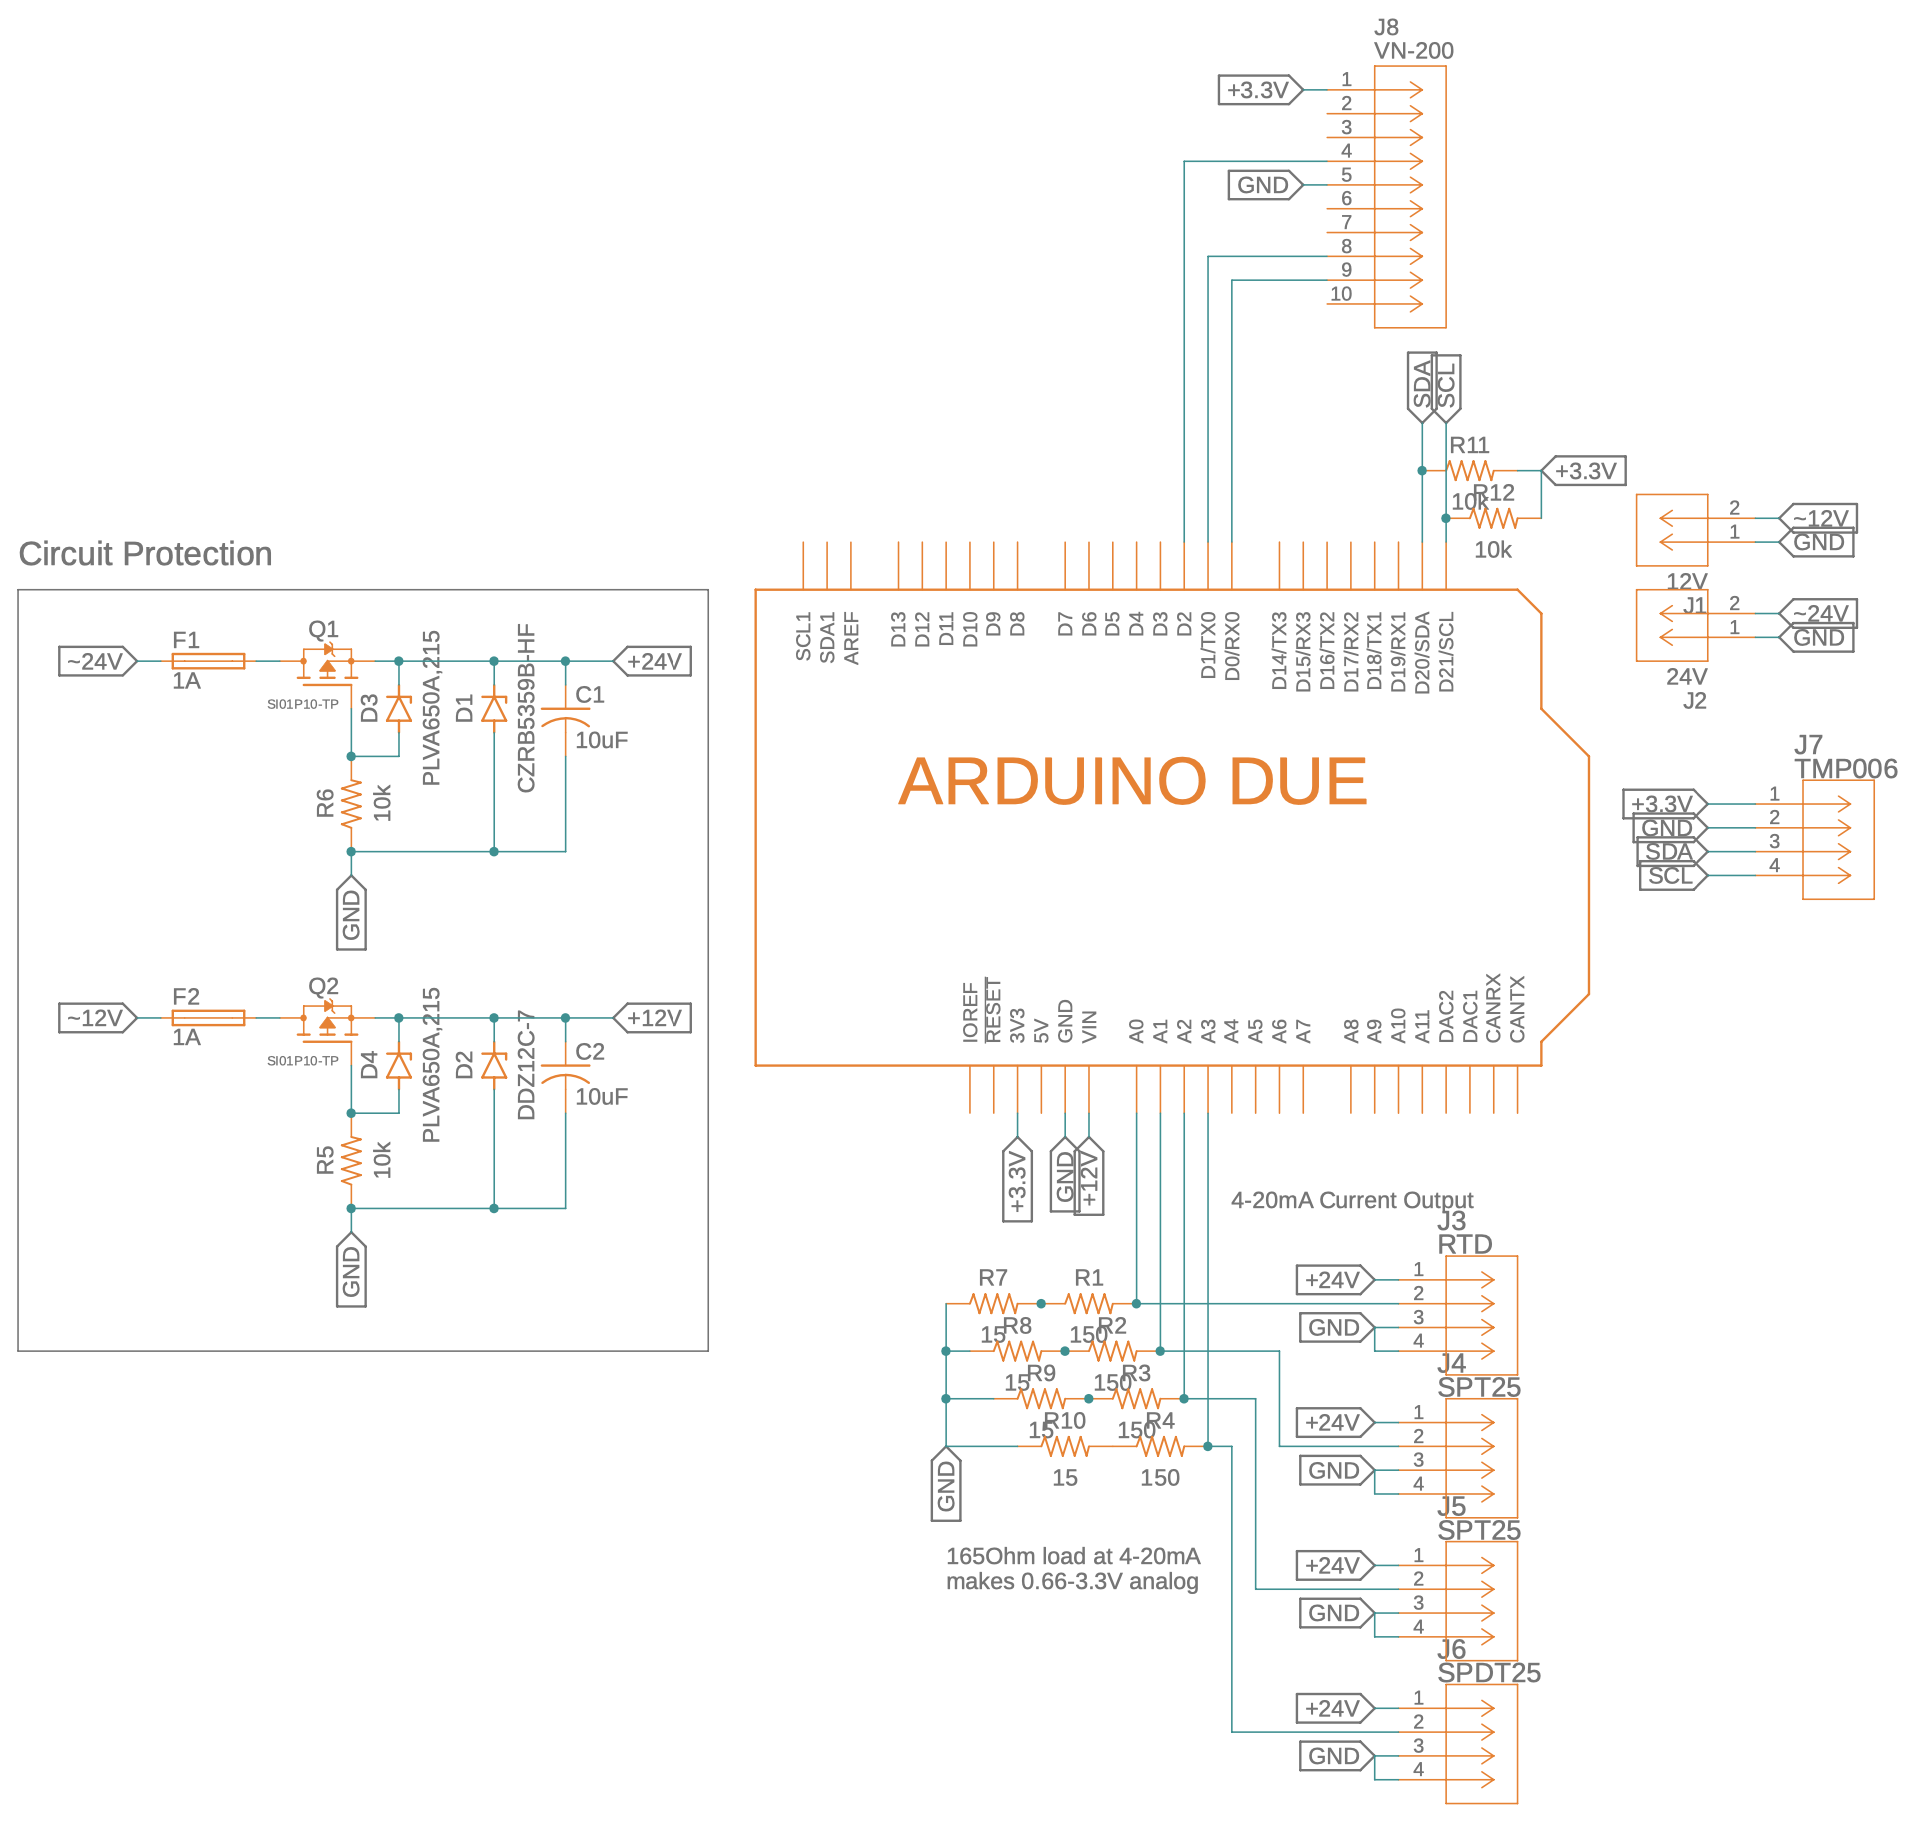 J8
VN-200
+3.3V
1
2
3
4
GND
5
6
7
8
9
10
SDA
SCL
R11
10k
+3.3V
R12
10k
2
~12V
1
GND
12V
J1
2
~24V
1
GND
24V
J2
J7
TMP006
+3.3V
1
GND
2
SDA
3
SCL
4
Circuit Protection
~24V
F1
1A
Q1
SI01P10-TP
D3
PLVA650A,215
D1
CZRB5359B-HF
C1
10uF
+24V
R6
10k
GND
~12V
F2
1A
Q2
SI01P10-TP
D4
PLVA650A,215
D2
DDZ12C-7
C2
10uF
+12V
R5
10k
GND
SCL1
SDA1
AREF
D13
D12
D11
D10
D9
D8
D7
D6
D5
D4
D3
D2
D1/TX0
D0/RX0
D14/TX3
D15/RX3
D16/TX2
D17/RX2
D18/TX1
D19/RX1
D20/SDA
D21/SCL
ARDUINO DUE
IOREF
RESET
3V3
5V
GND
VIN
A0
A1
A2
A3
A4
A5
A6
A7
A8
A9
A10
A11
DAC2
DAC1
CANRX
CANTX
+3.3V
GND
+12V
4-20mA Current Output
R7
15
R1
150
R8
15
R2
150
R9
15
R3
150
R10
15
R4
150
GND
165Ohm load at 4-20mA
makes 0.66-3.3V analog
J3
RTD
+24V
1
2
GND
3
4
J4
SPT25
+24V
1
2
GND
3
4
J5
SPT25
+24V
1
2
GND
3
4
J6
SPDT25
+24V
1
2
GND
3
4